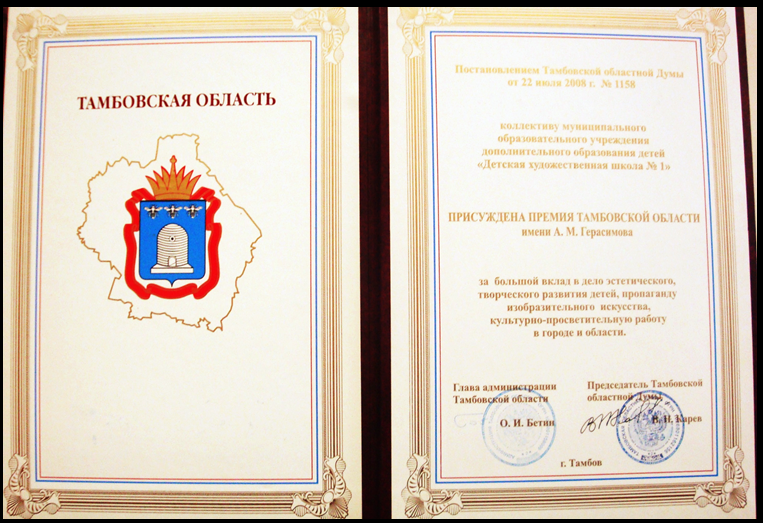 ТАМБОВСКАЯ ОБЛАСТЬ
Постановлением Тамбовской областной Думы
от 22 июля 2008 г. № 1158
коллективу муниципального
образовательного учреждения
дополнительного образования детей
«Детская художественная школа № 1»
ПРИСУЖДЕНА ПРЕМИЯ ТАМБОВСКОЙ ОБЛАСТИ
имени А. М. Герасимова
за большой вклад в дело эстетического,
творческого развития детей, пропаганду
изобразительного искусства,
культурно-просветительную работу
в городе и области.
Глава администрации
Тамбовской области
О. И. Бетин
Председатель Тамбовской
областной Думы
В. Н. Карев
г. Тамбов